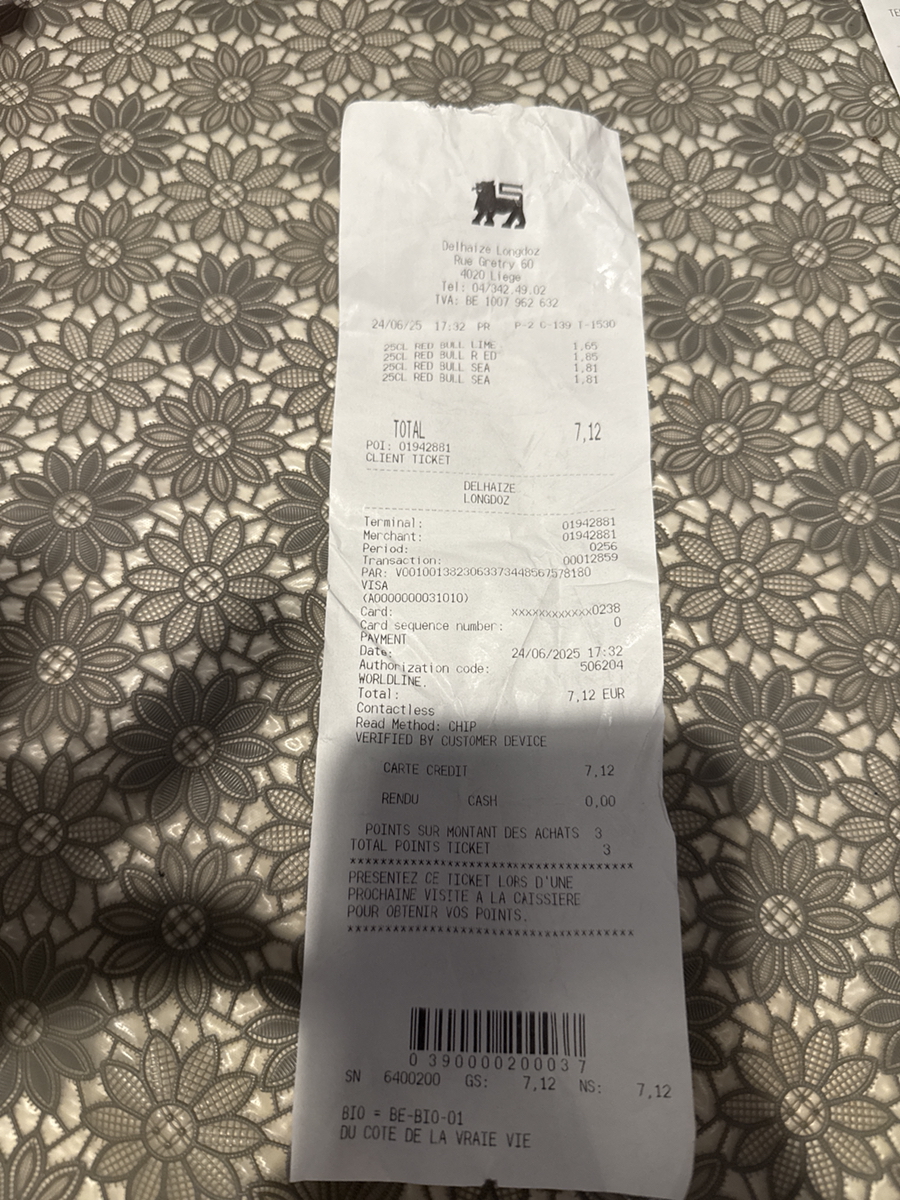 Delhaize Longdoz
Rue Gretry 60
4020 Liege
Tel: 04/342.49.02
TVA: BE 1007 962 632
24/06/25 17:32 PR P-2 C-139 T-1530
25CL RED BULL LIME 1,65
25CL RED BULL R ED 1,85
25CL RED BULL SEA 1,81
25CL RED BULL SEA 1,81
TOTAL 7,12
POI: 01942881
CLIENT TICKET
DELHAIZE
LONGDOZ
Terminal: 01942881
Merchant: 01942881
Period: 0256
Transaction: 00012859
PAR: V0010013823063373448567578180
VISA
(A0000000031010)
Card: xxxxxxxxxxxx0238
Card sequence number: 0
PAYMENT
Date: 24/06/2025 17:32
Authorization code: 506204
WORLDLINE.
Total: 7,12 EUR
Contactless
Read Method: CHIP
VERIFIED BY CUSTOMER DEVICE
CARTE CREDIT 7,12
RENDU CASH 0,00
POINTS SUR MONTANT DES ACHATS 3
TOTAL POINTS TICKET 3
PRESENTEZ CE TICKET LORS D'UNE
PROCHAINE VISITE A LA CAISSIERE
POUR OBTENIR VOS POINTS.
0 390000200003 7
SN 6400200 GS: 7,12 NS: 7,12
BIO = BE-BIO-01
DU COTE DE LA VRAIE VIE